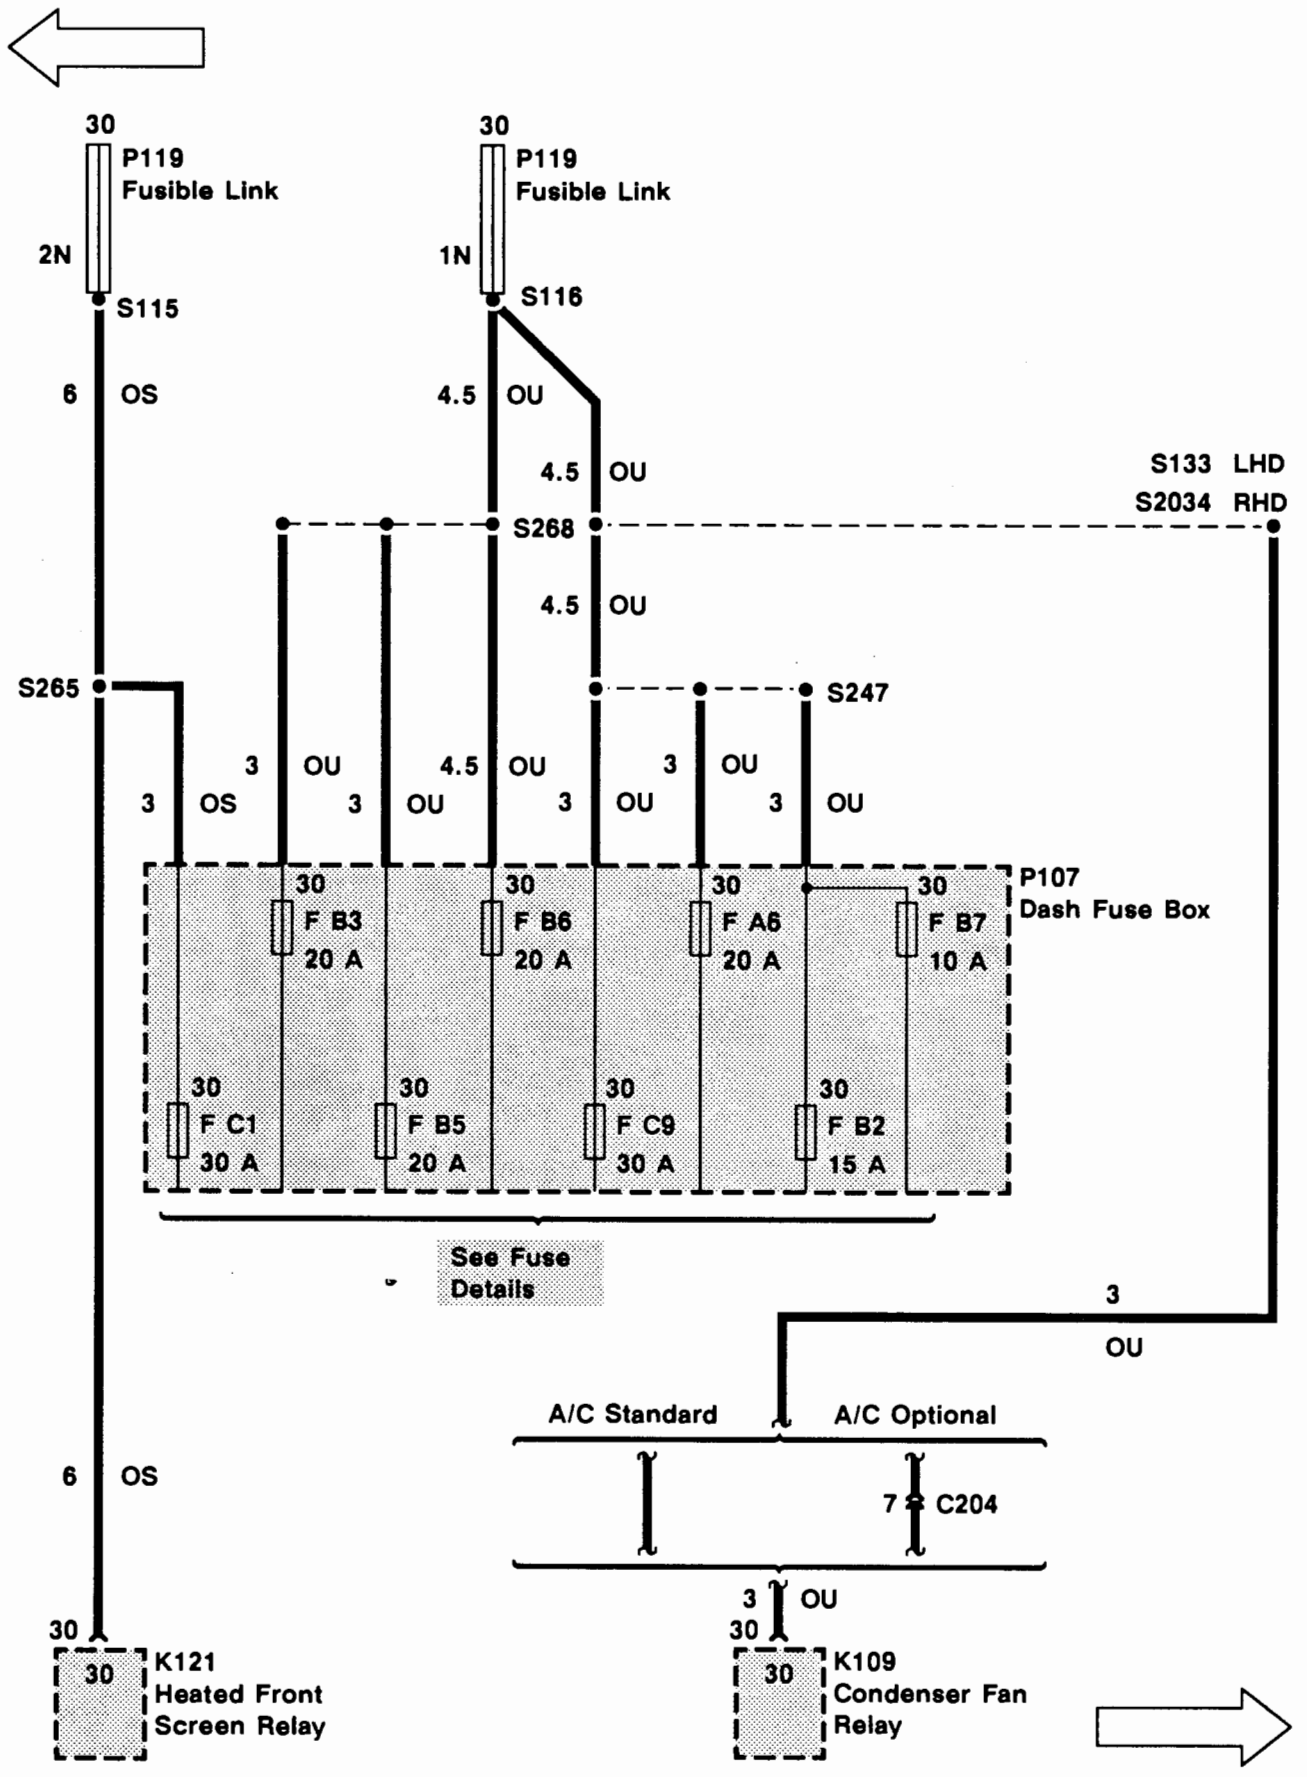 30
P119
Fusible Link
2N
S115
30
P119
Fusible Link
1N
S116
6 OS
4.5 OU
4.5 OU
S133 LHD
S2034 RHD
S268
4.5 OU
S265
S247
3 OS
3 OU
3 OU
4.5 OU
3 OU
3 OU
3 OU
P107
Dash Fuse Box
30
F B3
20 A
30
F B6
20 A
30
F A6
20 A
30
F B7
10 A
30
F C1
30 A
30
F B5
20 A
30
F C9
30 A
30
F B2
15 A
See Fuse
Details
3
OU
A/C Standard
A/C Optional
7 C204
6 OS
3 OU
30
30
K121
Heated Front
Screen Relay
30
30
K109
Condenser Fan
Relay